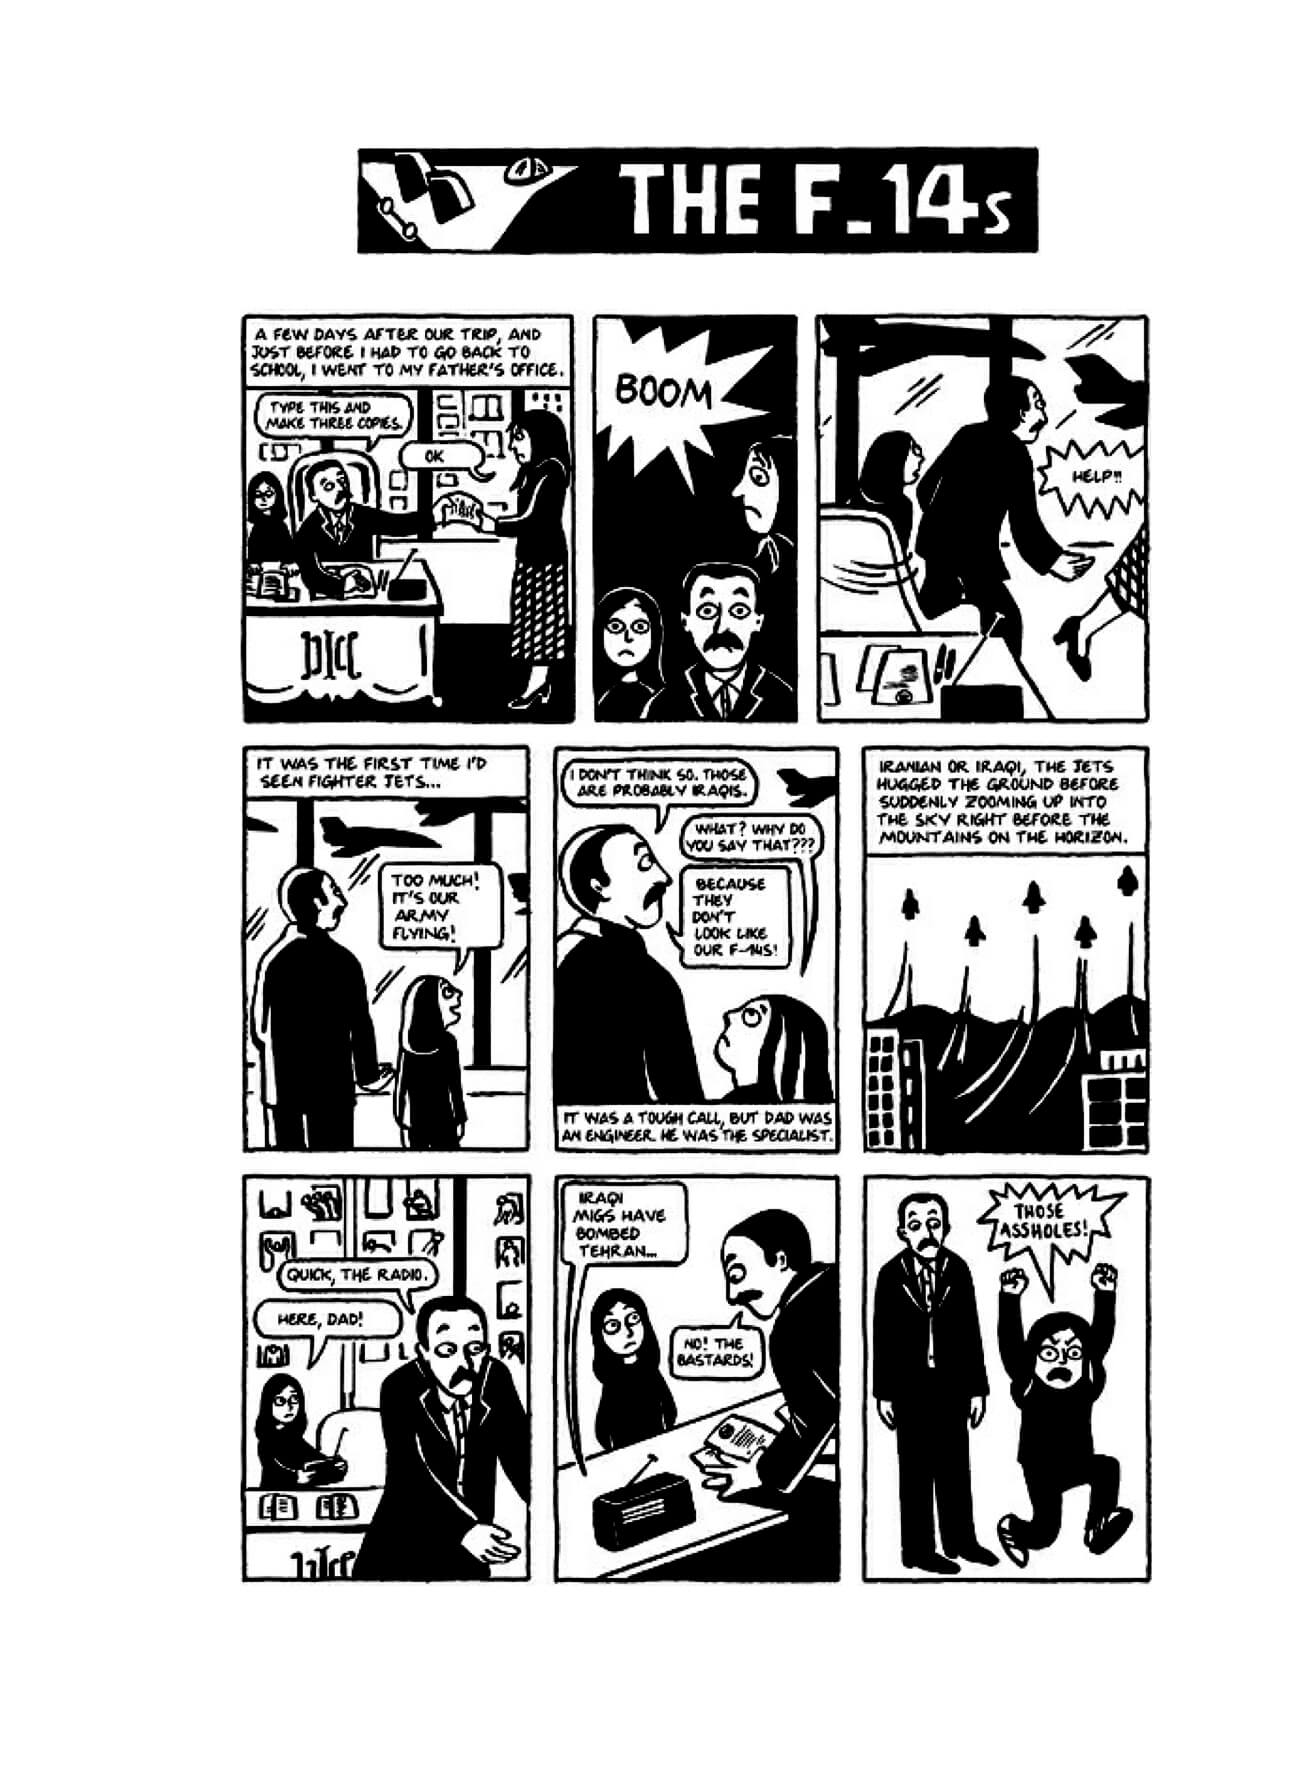 THE F-14s
A FEW DAYS AFTER OUR TRIP, AND
JUST BEFORE I HAD TO GO BACK TO
SCHOOL, I WENT TO MY FATHER'S OFFICE.
TYPE THIS AND
MAKE THREE COPIES.
OK
BOOM
HELP!!
IT WAS THE FIRST TIME I'D
SEEN FIGHTER JETS...
TOO MUCH!
IT'S OUR
ARMY
FLYING!
I DON'T THINK SO. THOSE
ARE PROBABLY IRAQIS.
WHAT? WHY DO
YOU SAY THAT???
BECAUSE
THEY
DON'T
LOOK LIKE
OUR F-14S!
IT WAS A TOUGH CALL, BUT DAD WAS
AN ENGINEER. HE WAS THE SPECIALIST.
IRANIAN OR IRAQI, THE JETS
HUGGED THE GROUND BEFORE
SUDDENLY ZOOMING UP INTO
THE SKY RIGHT BEFORE THE
MOUNTAINS ON THE HORIZON.
QUICK, THE RADIO.
HERE, DAD!
IRAQI
MIGS HAVE
BOMBED
TEHRAN...
NO! THE
BASTARDS!
THOSE
ASSHOLES!